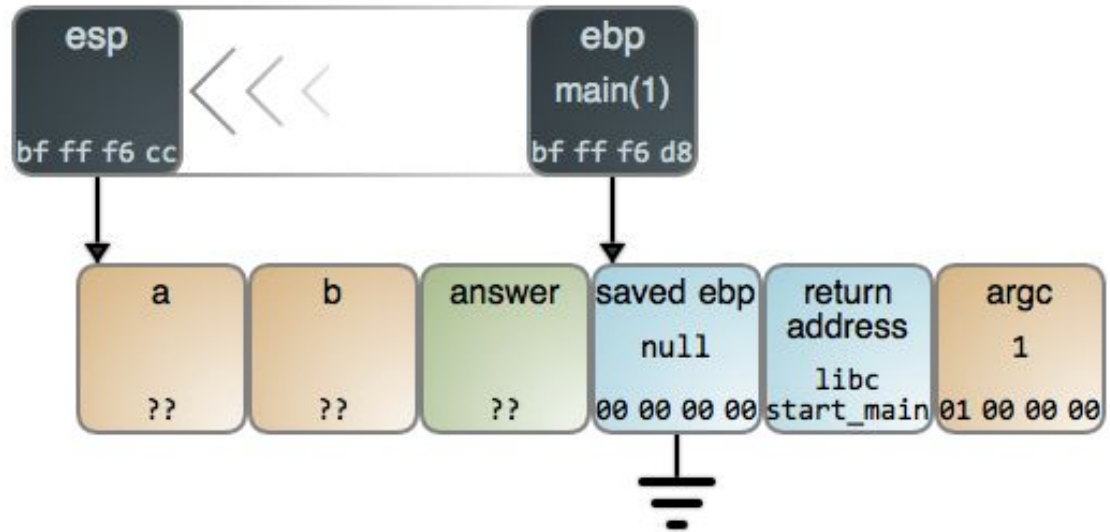 esp
bf ff f6 cc
ebp
main(1)
bf ff f6 d8
a
??
b
??
answer
??
saved ebp
null
00 00 00 00
return
address
libc
start_main
argc
1
01 00 00 00